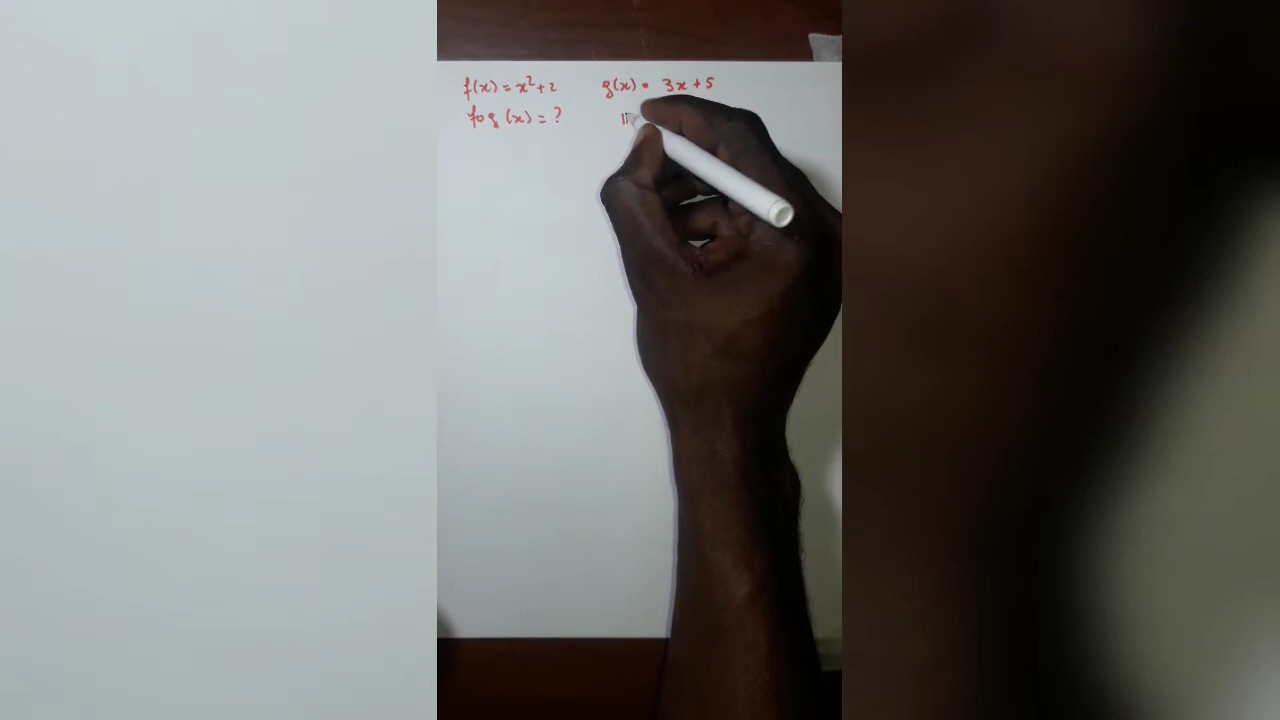 f(x) = x²+2 g(x) = 3x+5
fog (x) = ?